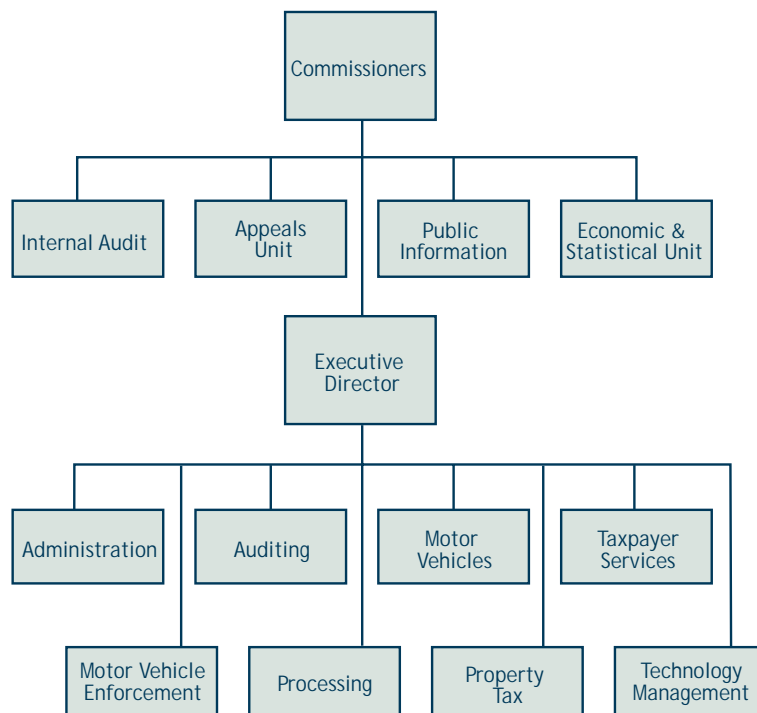 Commissioners
Internal Audit
Appeals
Unit
Public
Information
Economic &
Statistical Unit
Executive
Director
Administration
Auditing
Motor
Vehicles
Taxpayer
Services
Motor Vehicle
Enforcement
Processing
Property
Tax
Technology
Management